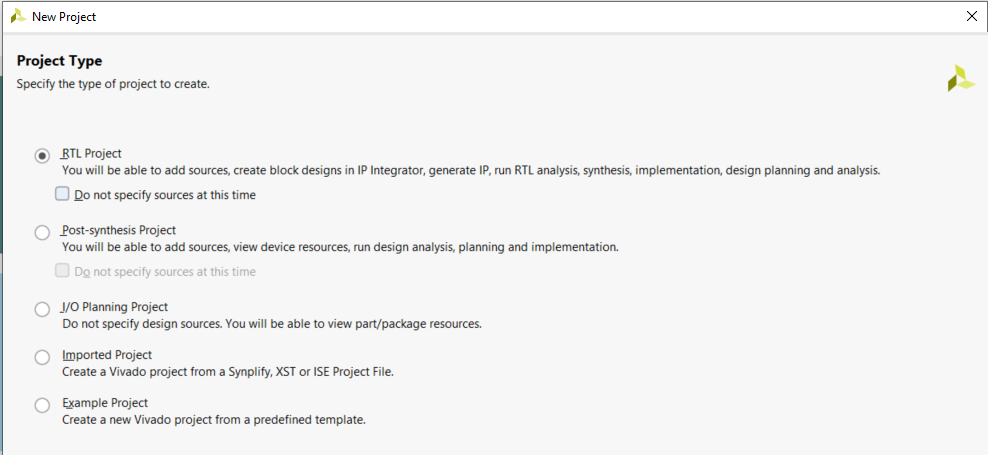 New Project
Project Type
Specify the type of project to create.
RTL Project
You will be able to add sources, create block designs in IP Integrator, generate IP, run RTL analysis, synthesis, implementation, design planning and analysis.
Do not specify sources at this time
Post-synthesis Project
You will be able to add sources, view device resources, run design analysis, planning and implementation.
Do not specify sources at this time
I/O Planning Project
Do not specify design sources. You will be able to view part/package resources.
Imported Project
Create a Vivado project from a Synplify, XST or ISE Project File.
Example Project
Create a new Vivado project from a predefined template.